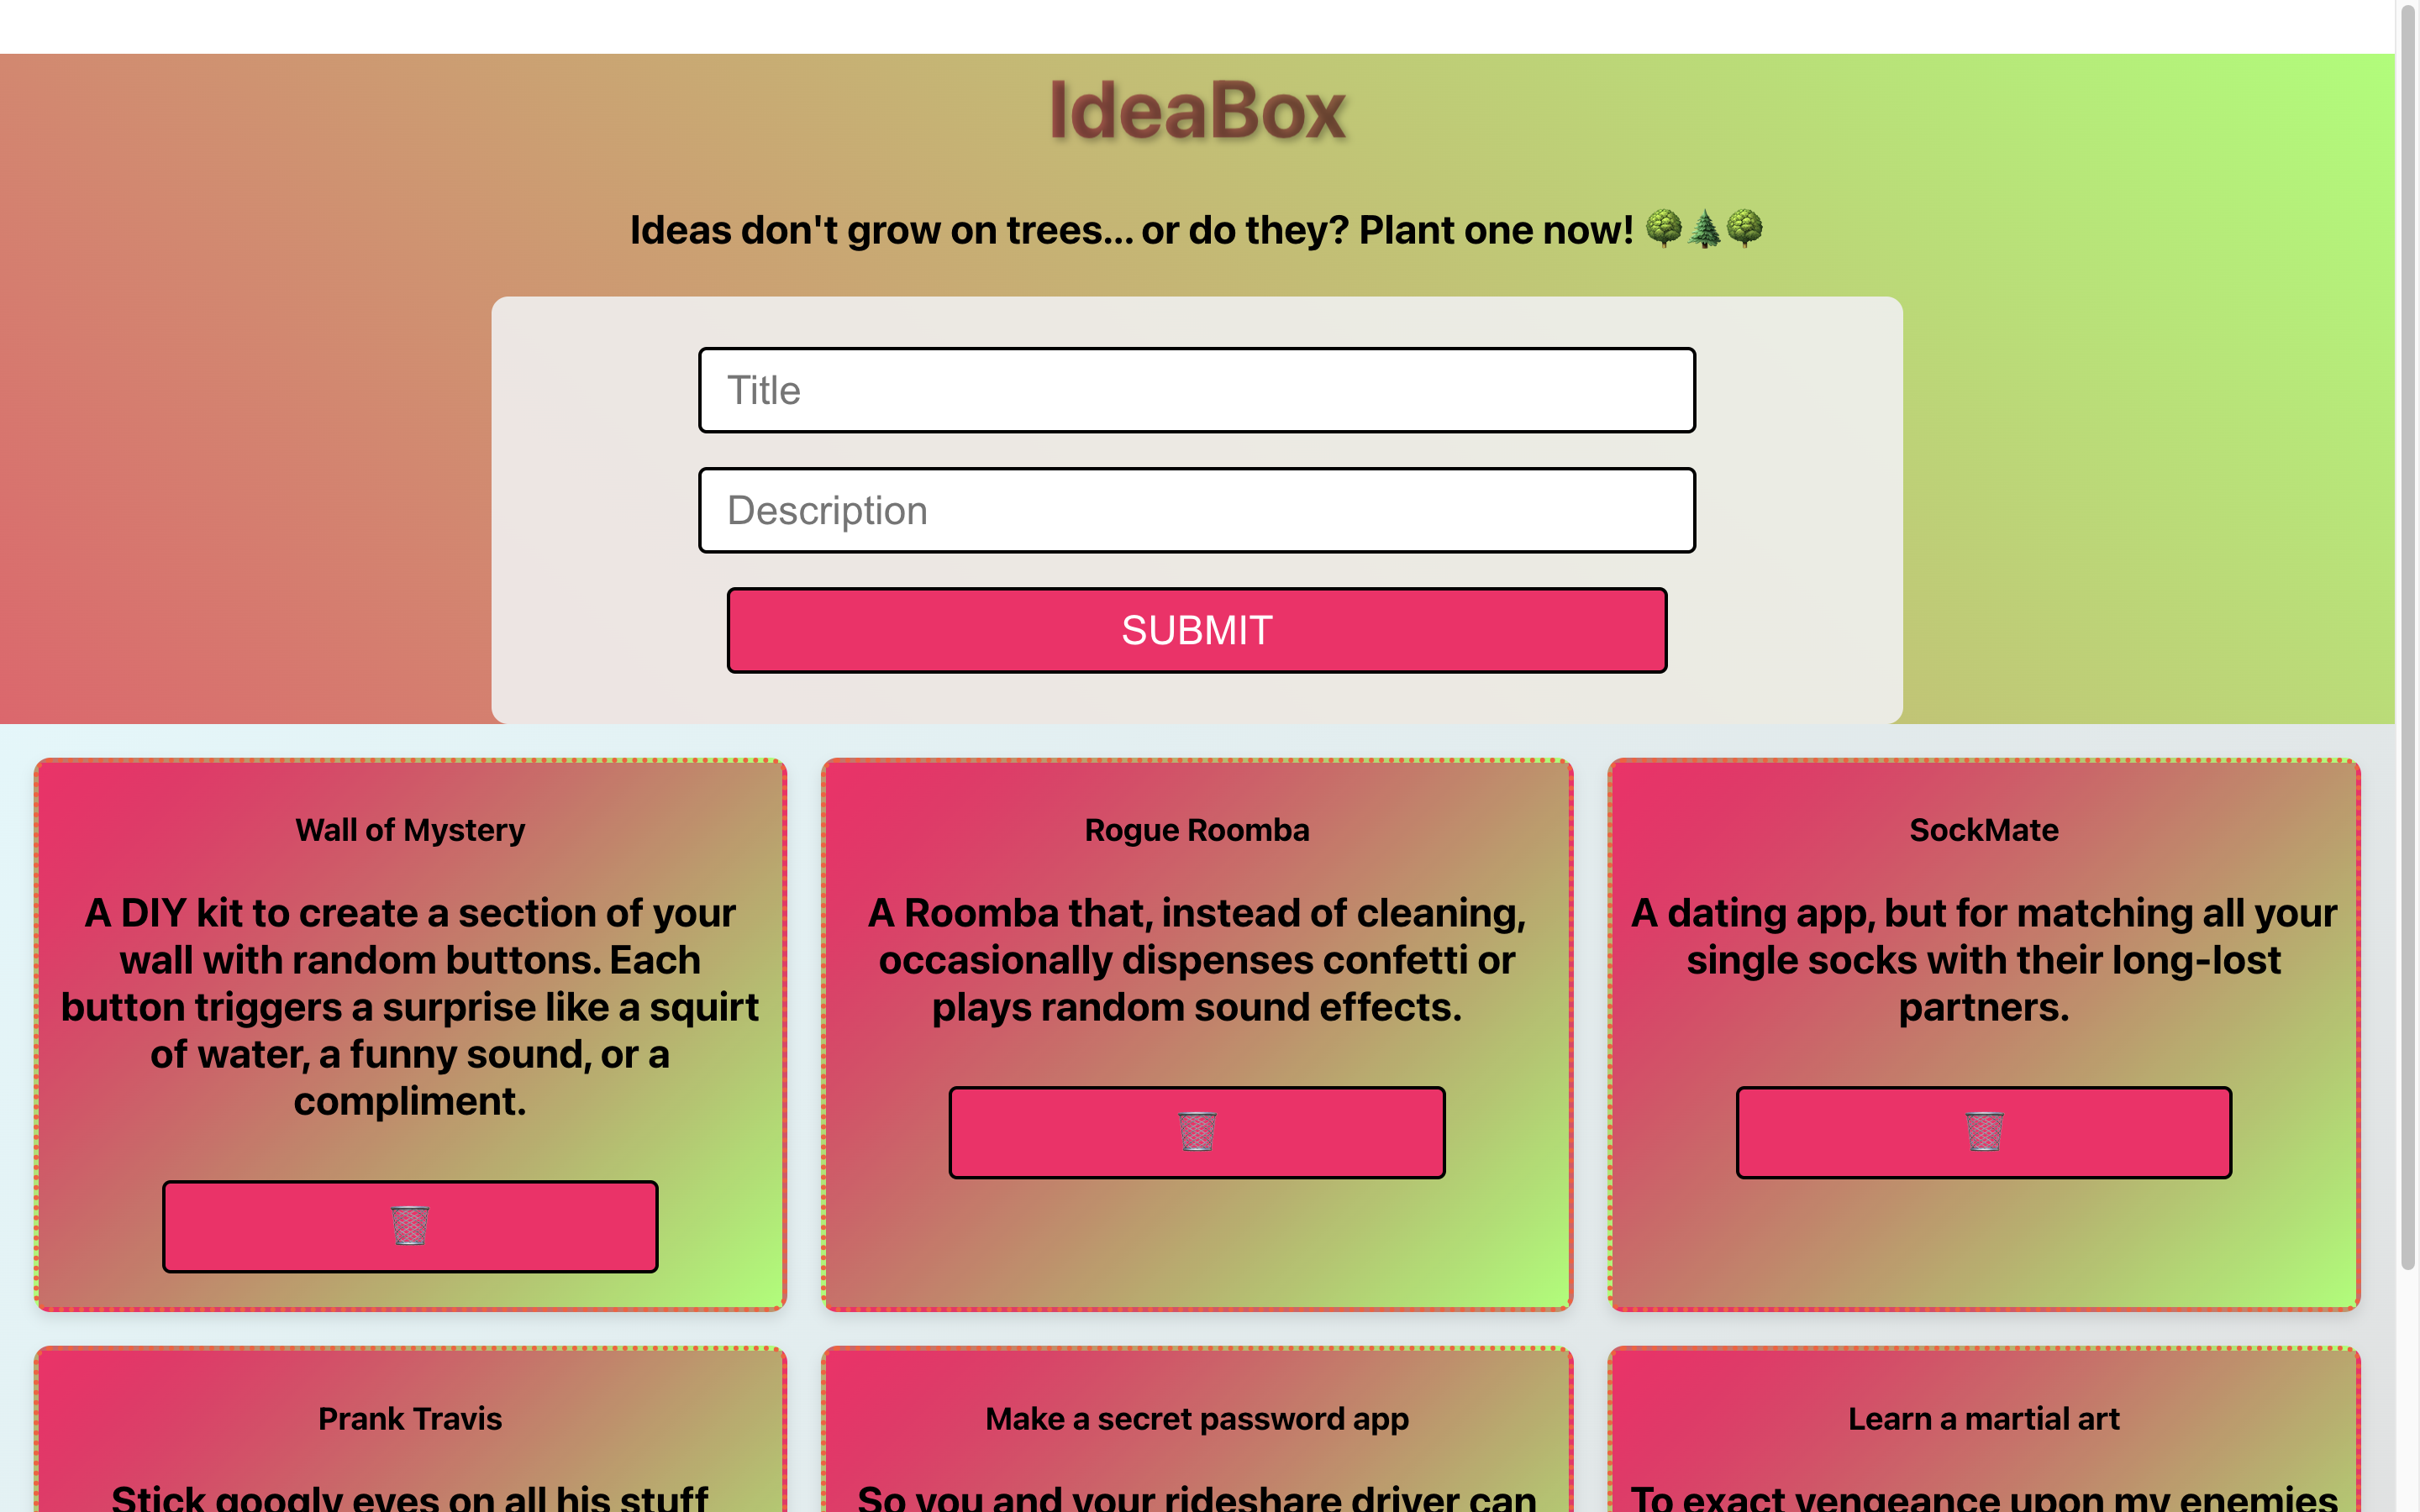 IdeaBox
Ideas don't grow on trees... or do they? Plant one now! 🌳🌲🌳
Title
Description
SUBMIT
Wall of Mystery
A DIY kit to create a section of your
wall with random buttons. Each
button triggers a surprise like a squirt
of water, a funny sound, or a
compliment.
Rogue Roomba
A Roomba that, instead of cleaning,
occasionally dispenses confetti or
plays random sound effects.
SockMate
A dating app, but for matching all your
single socks with their long-lost
partners.
Prank Travis
Stick googly eyes on all his stuff
Make a secret password app
So you and your rideshare driver can
Learn a martial art
To exact vengeance upon my enemies